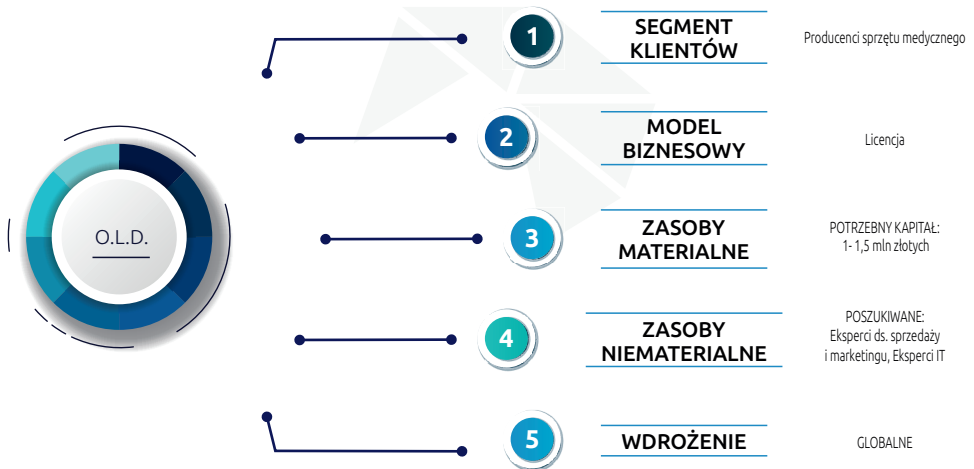 O.L.D.
1
SEGMENT
KLIENTÓW
Producenci sprzętu medycznego
2
MODEL
BIZNESOWY
Licencja
3
ZASOBY
MATERIALNE
POTRZEBNY KAPITAŁ:
1- 1,5 mln złotych
4
ZASOBY
NIEMATERIALNE
POSZUKIWANE:
Eksperci ds. sprzedaży
i marketingu, Eksperci IT
5
WDROŻENIE
GLOBALNE